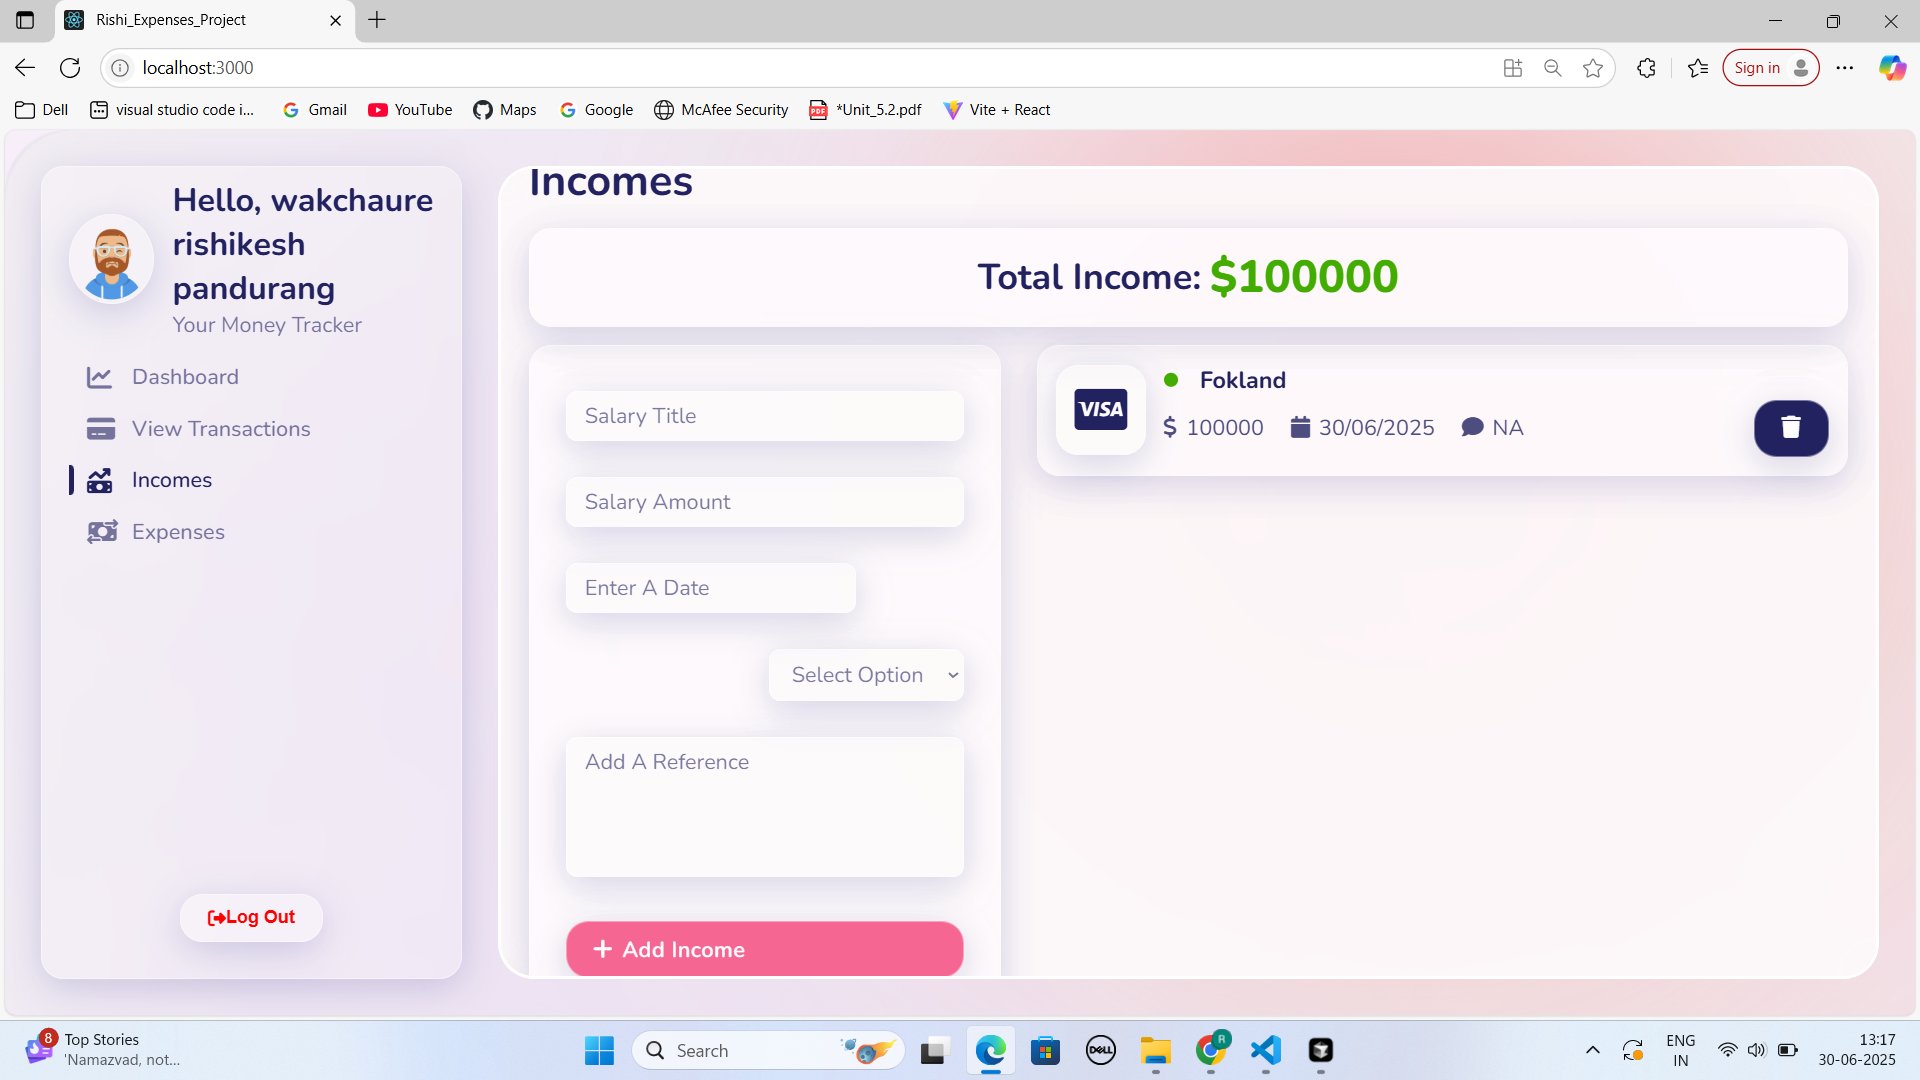 Rishi_Expenses_Project
localhost:3000
Sign in
Dell
visual studio code i...
Gmail
YouTube
Maps
Google
McAfee Security
PDF
*Unit_5.2.pdf
Vite + React
Hello, wakchaure
rishikesh
pandurang
Your Money Tracker
Dashboard
View Transactions
Incomes
Expenses
Log Out
Incomes
Total Income: $100000
Salary Title
Salary Amount
Enter A Date
Select Option
Add A Reference
+ Add Income
VISA
Fokland
$ 100000 30/06/2025 NA
8
Top Stories
'Namazvad, not...
Search
DELL
R
ENG
IN
13:17
30-06-2025